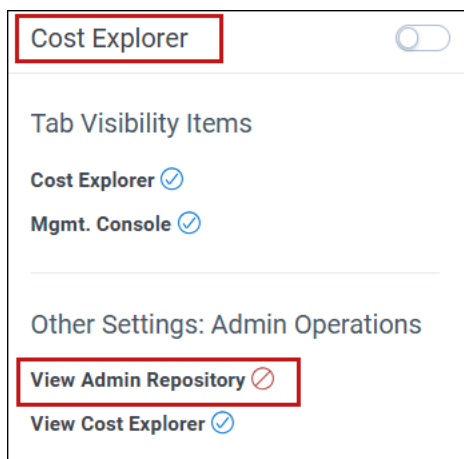 Cost Explorer
Tab Visibility Items
Cost Explorer
Mgmt. Console
Other Settings: Admin Operations
View Admin Repository
View Cost Explorer